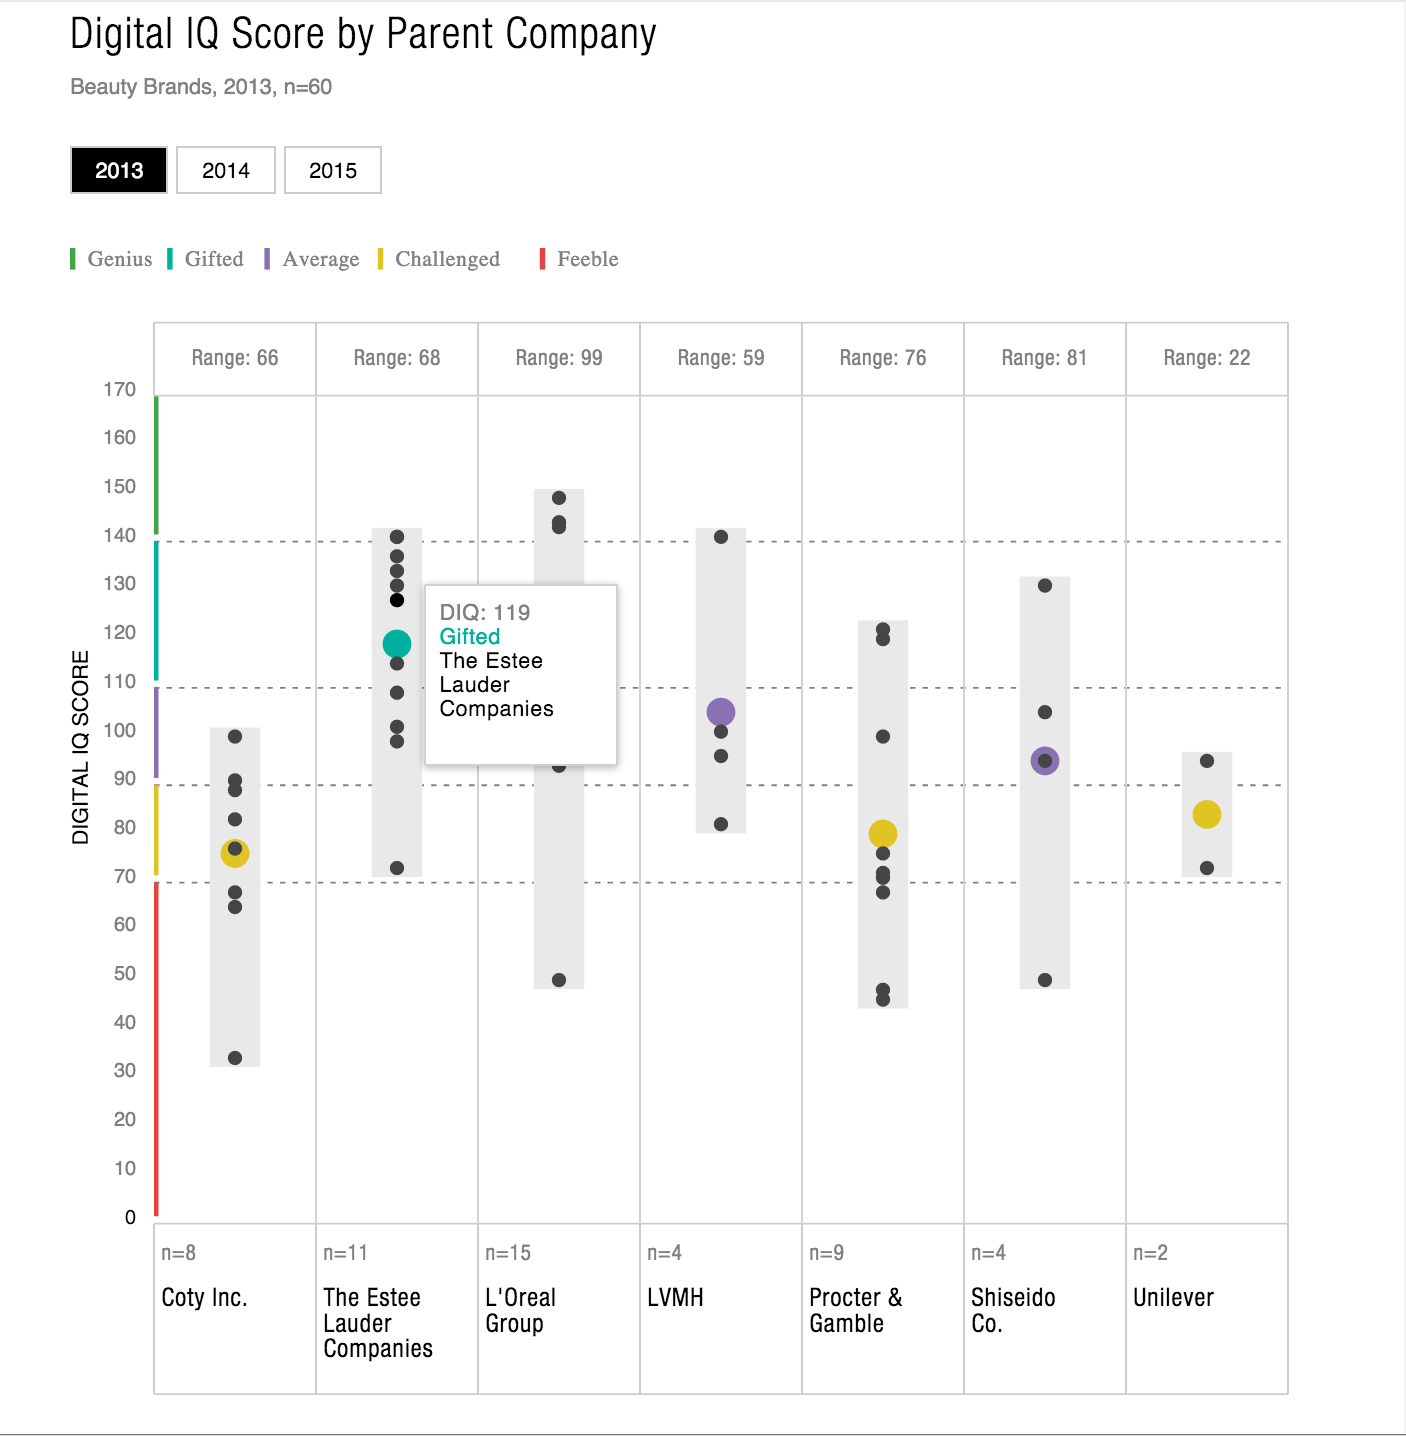 Digital IQ Score by Parent Company
Beauty Brands, 2013, n=60
2013 2014 2015
Genius Gifted Average Challenged Feeble
Range: 66 Range: 68 Range: 99 Range: 59 Range: 76 Range: 81 Range: 22
170
160
150
140
130
120
110
100
90
80
70
60
50
40
30
20
10
0
DIGITAL IQ SCORE
DIQ: 119
Gifted
The Estee
Lauder
Companies
n=8
Coty Inc.
n=11
The Estee
Lauder
Companies
n=15
L'Oreal
Group
n=4
LVMH
n=9
Procter &
Gamble
n=4
Shiseido
Co.
n=2
Unilever